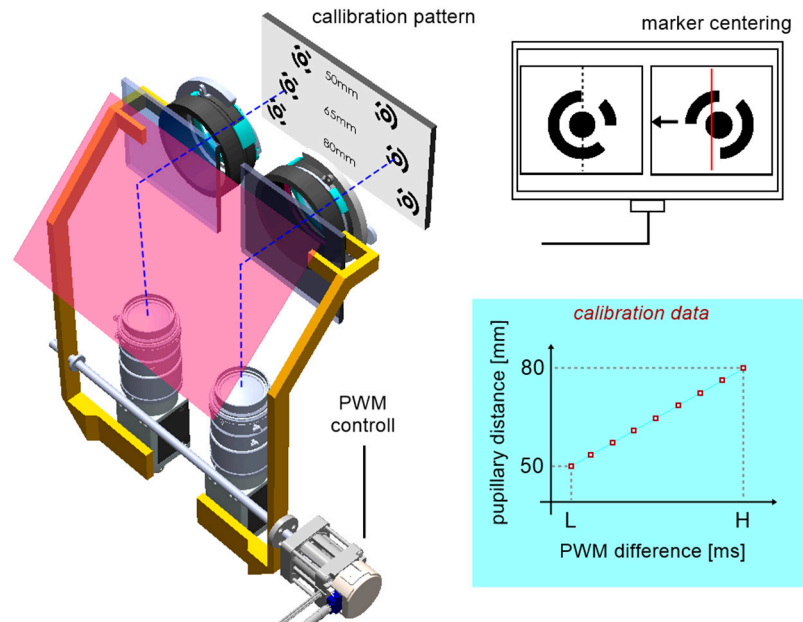 callibration pattern
50mm
65mm
80mm
marker centering
PWM
controll
calibration data
pupillary distance [mm]
80
50
L
H
PWM difference [ms]